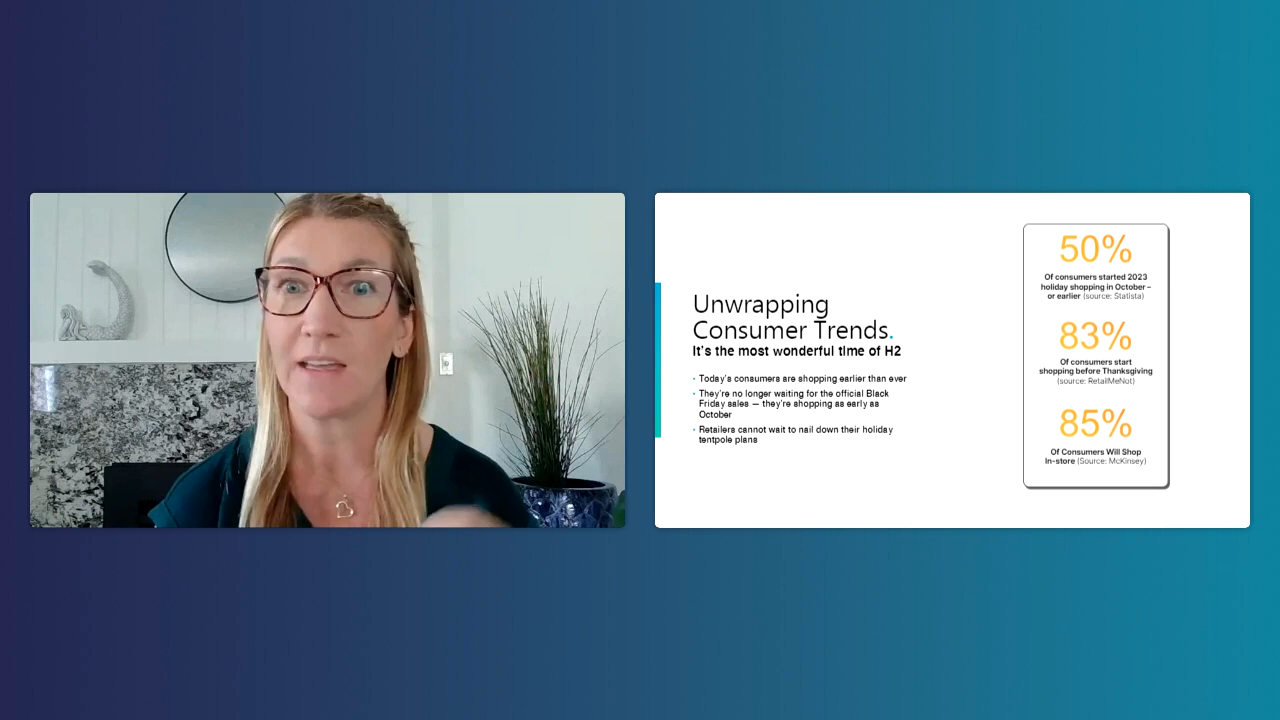 Unwrapping
Consumer Trends.
It's the most wonderful time of H2
• Today's consumers are shopping earlier than ever
• They're no longer waiting for the official Black
Friday sales — they're shopping as early as
October
• Retailers cannot wait to nail down their holiday
tentpole plans
50%
Of consumers started 2023
holiday shopping in October –
or earlier (source: Statista)
83%
Of consumers start
shopping before Thanksgiving
(source: RetailMeNot)
85%
Of Consumers Will Shop
In-store (Source: McKinsey)